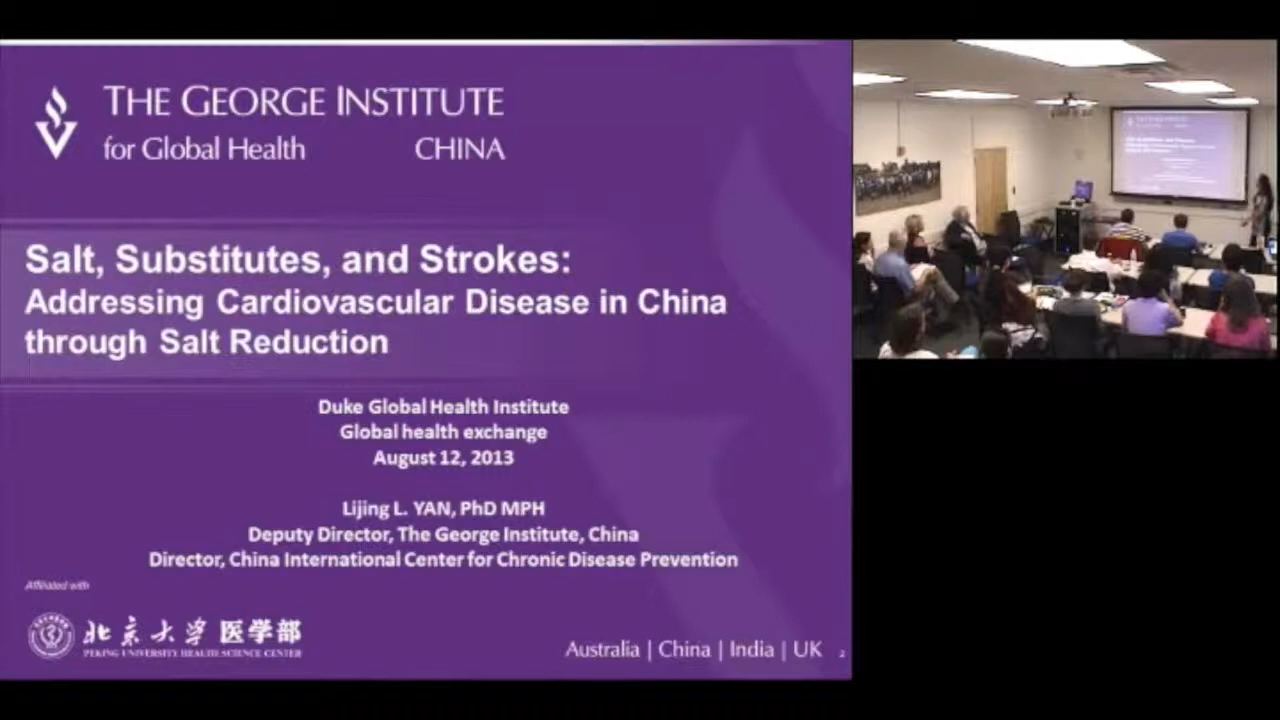 THE GEORGE INSTITUTE
for Global Health CHINA
Salt, Substitutes, and Strokes:
Addressing Cardiovascular Disease in China
through Salt Reduction
Duke Global Health Institute
Global health exchange
August 12, 2013
Lijing L. YAN, PhD MPH
Deputy Director, The George Institute, China
Director, China International Center for Chronic Disease Prevention
Affiliated with
北京大学 医学部
PEKING UNIVERSITY HEALTH SCIENCE CENTER
Australia | China | India | UK 2